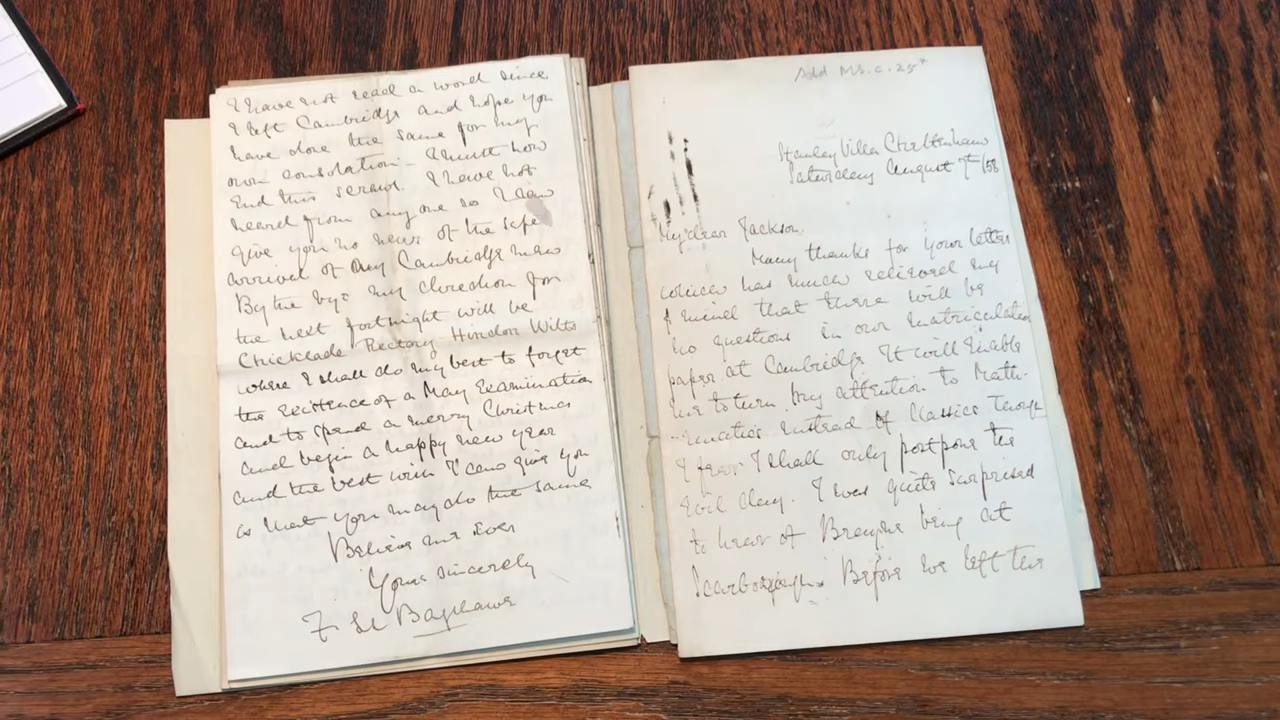 I have not read a word since
I left Cambridge and hope you
have done the same for my
own consolation – I must now
End this scrawl. I have not
heard from any one so I can
give you no news of the safe
arrival of any Cambridge man
By the bye my direction for
the next fortnight will be
Chicklade Rectory Hindon Wilts
where I shall do my best to forget
the Existence of a May Examination
and to spend a merry Christmas
and begin a happy new year
and the best wish I can give you
is that you may do the same
Believe me Ever
Yours sincerely
F Bagshawe
Add MS.c.25
Stanley Villa Cheltenham
Saturday August 7th/58
My dear Jackson
Many thanks for your letter
which has much relieved my
mind that there will be
no questions in our matriculation
paper at Cambridge It will Enable
me to turn my attention to Math-
-ematics instead of Classics Though
I fear I shall only postpone the
Evil day. I was quite surprised
to hear of being at
Scarborough. Before we left the